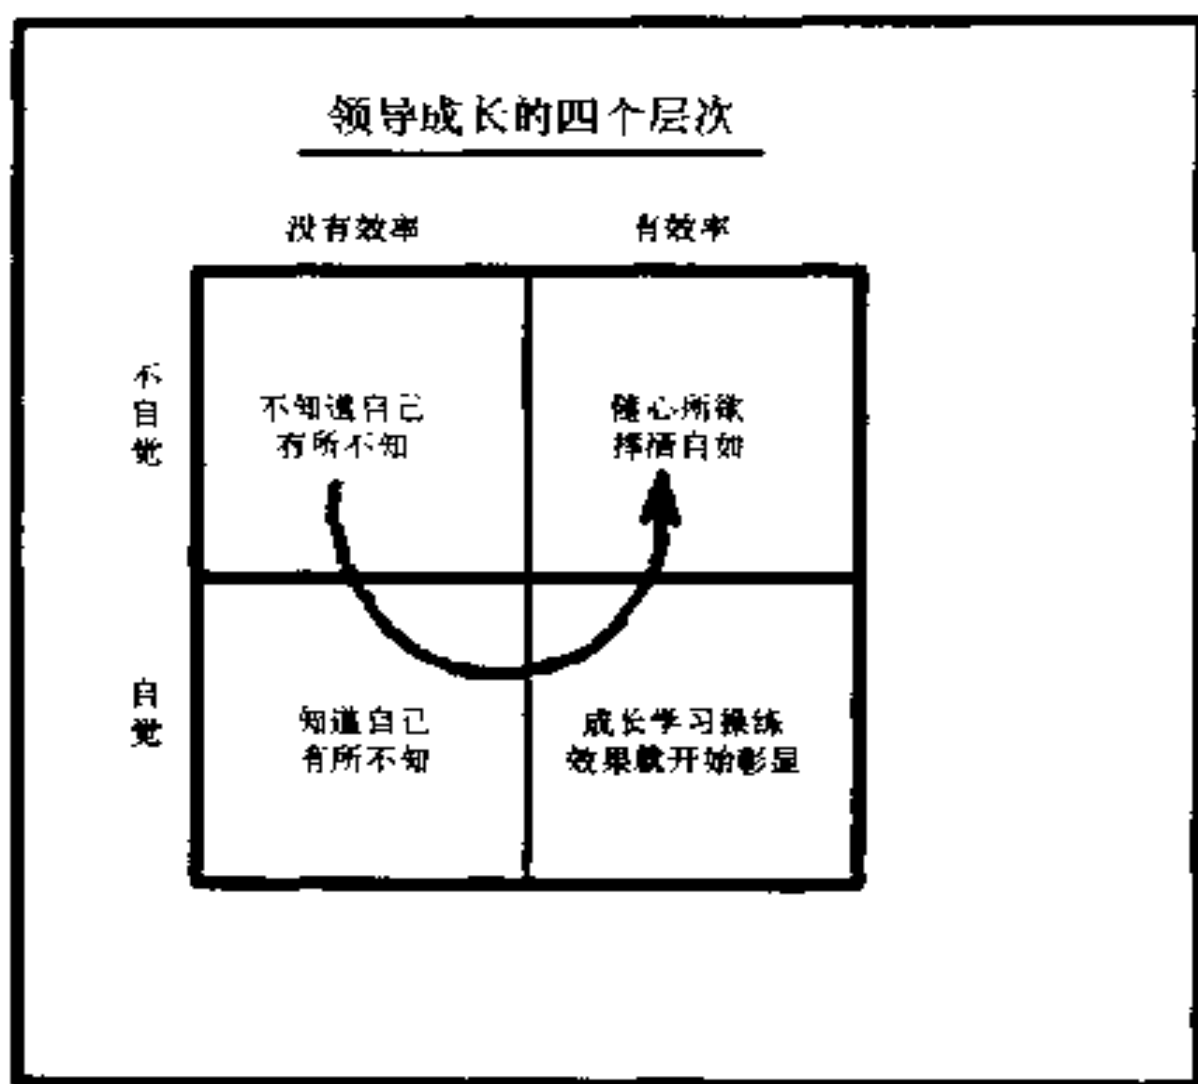 领导成长的四个层次
没有效率
有效率
不自觉
不知道自己
有所不知
随心所欲
挥洒自如
自觉
知道自己
有所不知
成长学习操练
效果就开始彰显